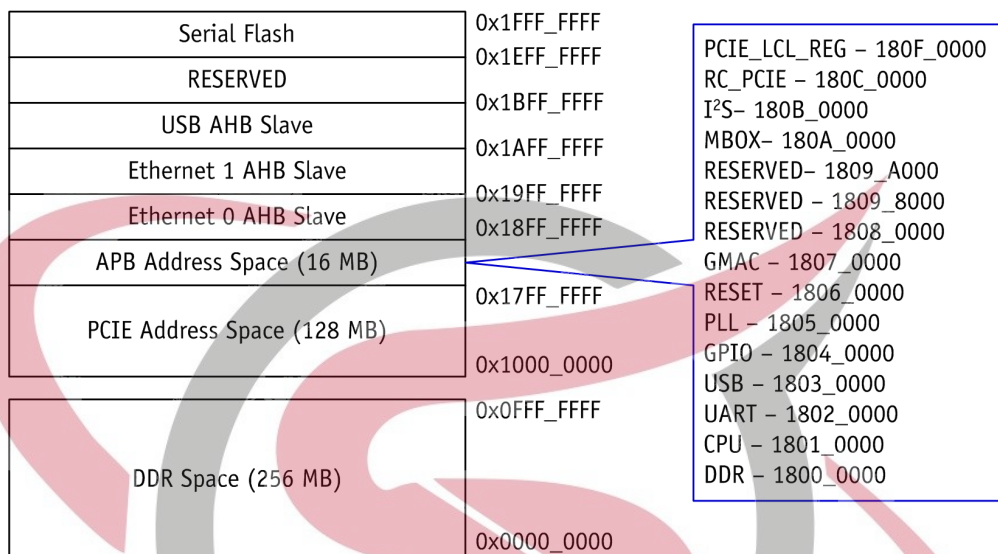 Serial Flash
0x1FFF_FFFF
0x1EFF_FFFF
RESERVED
0x1BFF_FFFF
USB AHB Slave
0x1AFF_FFFF
Ethernet 1 AHB Slave
0x19FF_FFFF
Ethernet 0 AHB Slave
0x18FF_FFFF
APB Address Space (16 MB)
0x17FF_FFFF
PCIE Address Space (128 MB)
0x1000_0000
0x0FFF_FFFF
DDR Space (256 MB)
0x0000_0000
PCIE_LCL_REG – 180F_0000
RC_PCIE – 180C_0000
I²S– 180B_0000
MBOX– 180A_0000
RESERVED– 1809_A000
RESERVED – 1809_8000
RESERVED – 1808_0000
GMAC – 1807_0000
RESET – 1806_0000
PLL – 1805_0000
GPIO – 1804_0000
USB – 1803_0000
UART – 1802_0000
CPU – 1801_0000
DDR – 1800_0000